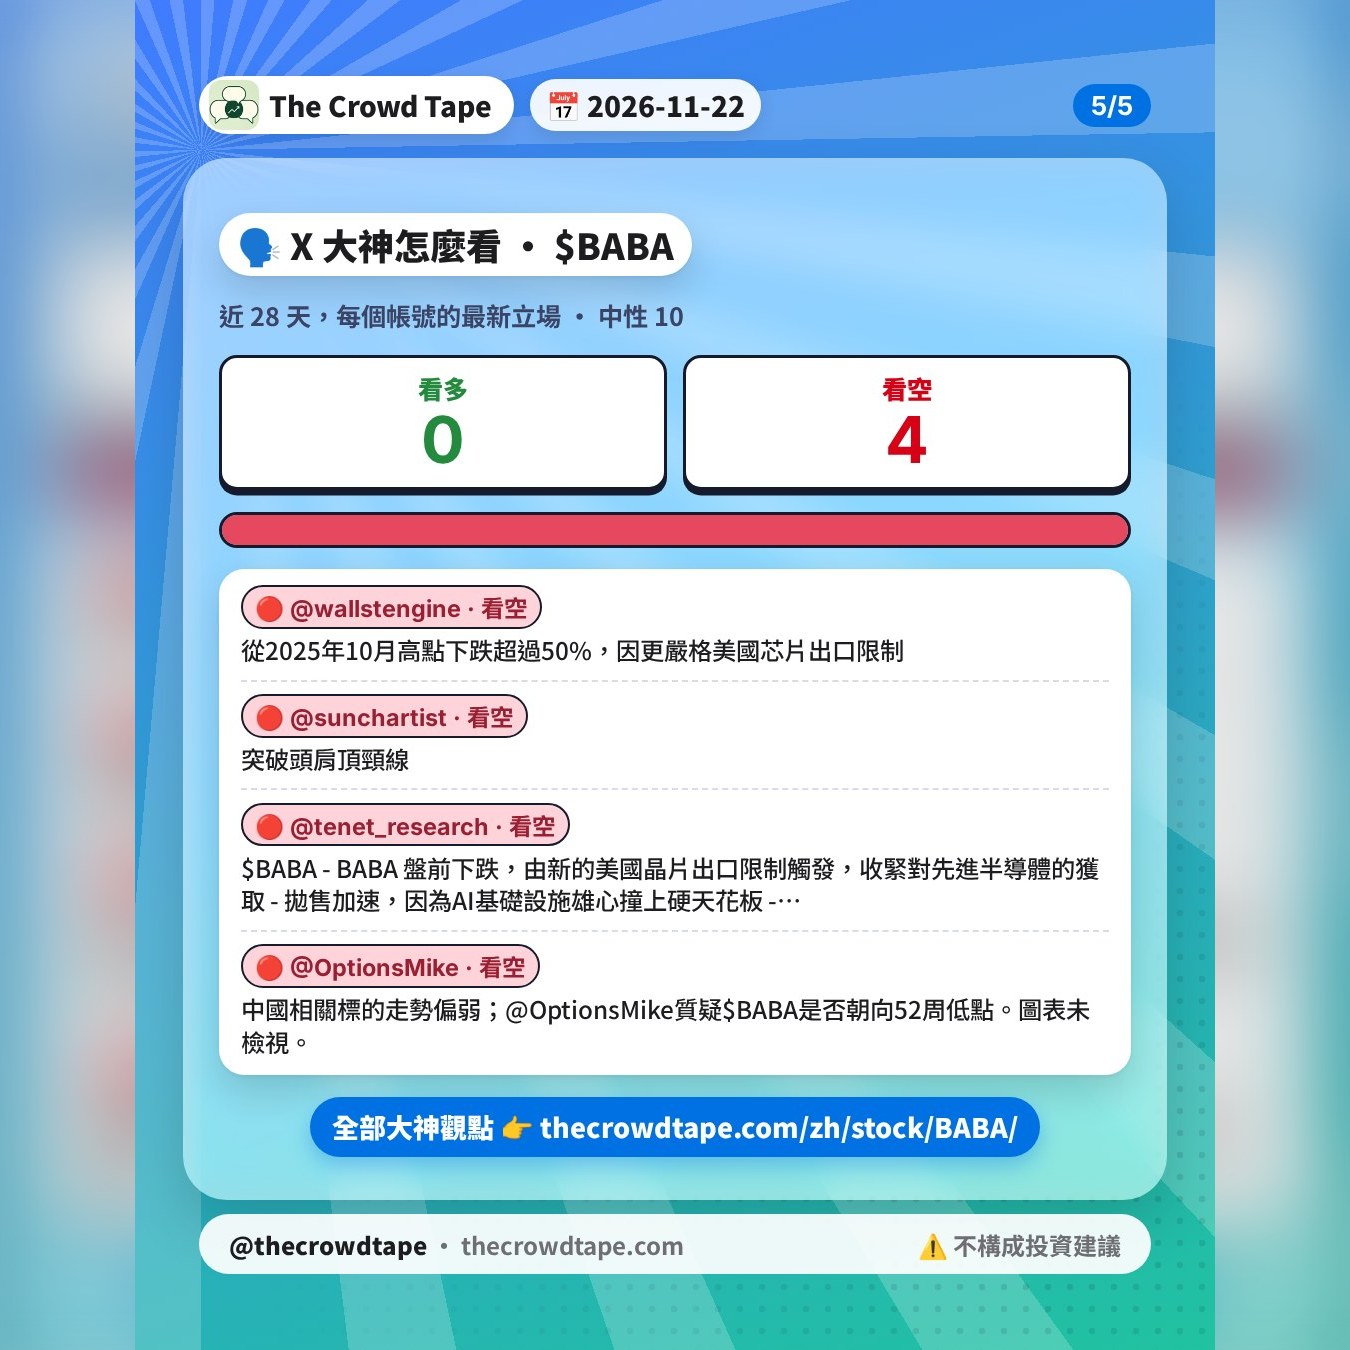 The Crowd Tape
July 17 2026-11-22
5/5
X 大神怎麼看 · $BABA
近 28 天，每個帳號的最新立場 · 中性 10
看多
0
看空
4
@wallstengine · 看空
從2025年10月高點下跌超過50%，因更嚴格美國芯片出口限制
@sunchartist · 看空
突破頭肩頂頸線
@tenet_research · 看空
$BABA - BABA 盤前下跌，由新的美國晶片出口限制觸發，收緊對先進半導體的獲
取 - 拋售加速，因為AI基礎設施雄心撞上硬天花板 -…
@OptionsMike · 看空
中國相關標的走勢偏弱；@OptionsMike質疑$BABA是否朝向52周低點。圖表未
檢視。
全部大神觀點 👉 thecrowdtape.com/zh/stock/BABA/
@thecrowdtape · thecrowdtape.com
⚠️ 不構成投資建議